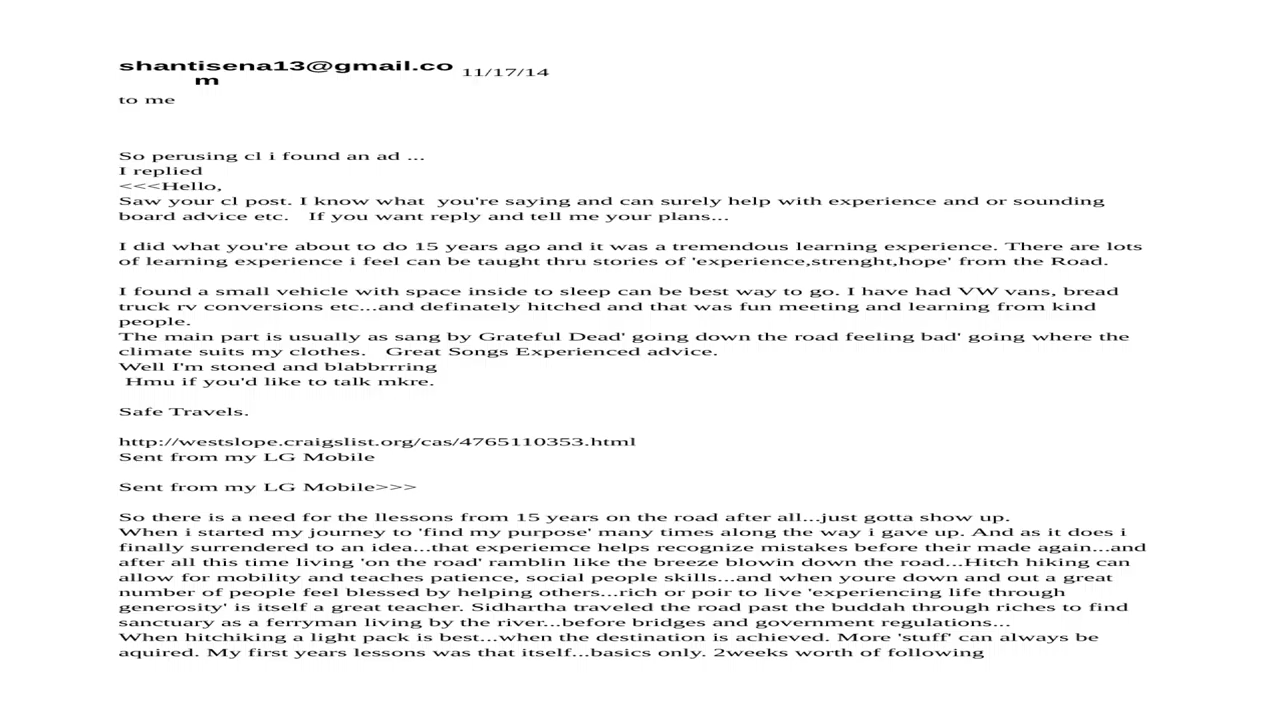 shantisena13@gmail.co
m
11/17/14
to me
So perusing cl i found an ad ...
I replied
<<<Hello,
Saw your cl post. I know what  you're saying and can surely help with experience and or sounding
board advice etc.   If you want reply and tell me your plans...
I did what you're about to do 15 years ago and it was a tremendous learning experience. There are lots
of learning experience i feel can be taught thru stories of 'experience,strenght,hope' from the Road.
I found a small vehicle with space inside to sleep can be best way to go. I have had VW vans, bread
truck rv conversions etc...and definately hitched and that was fun meeting and learning from kind
people.
The main part is usually as sang by Grateful Dead' going down the road feeling bad' going where the
climate suits my clothes.   Great Songs Experienced advice.
Well I'm stoned and blabbrrring
 Hmu if you'd like to talk mkre.
Safe Travels.
http://westslope.craigslist.org/cas/4765110353.html
Sent from my LG Mobile
Sent from my LG Mobile>>>
So there is a need for the llessons from 15 years on the road after all...just gotta show up.
When i started my journey to 'find my purpose' many times along the way i gave up. And as it does i
finally surrendered to an idea...that experiemce helps recognize mistakes before their made again...and
after all this time living 'on the road' ramblin like the breeze blowin down the road...Hitch hiking can
allow for mobility and teaches patience, social people skills...and when youre down and out a great
number of people feel blessed by helping others...rich or poir to live 'experiencing life through
generosity' is itself a great teacher. Sidhartha traveled the road past the buddah through riches to find
sanctuary as a ferryman living by the river...before bridges and government regulations...
When hitchiking a light pack is best...when the destination is achieved. More 'stuff' can always be
aquired. My first years lessons was that itself...basics only. 2weeks worth of following